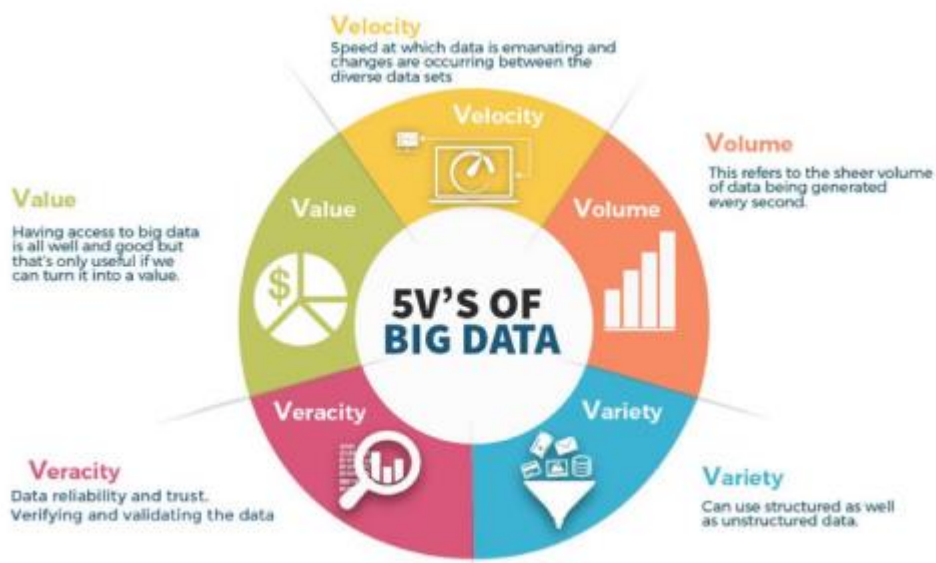 Velocity
Speed at which data is emanating and
changes are occurring between the
diverse data sets
Velocity
Volume
This refers to the sheer volume
of data being generated
every second.
Value
Having access to big data
is all well and good but
that's only useful if we
can turn it into a value.
Value
$
Volume
5V'S OF
BIG DATA
Veracity
Variety
Veracity
Data reliability and trust.
Verifying and validating the data
Variety
Can use structured as well
as unstructured data.